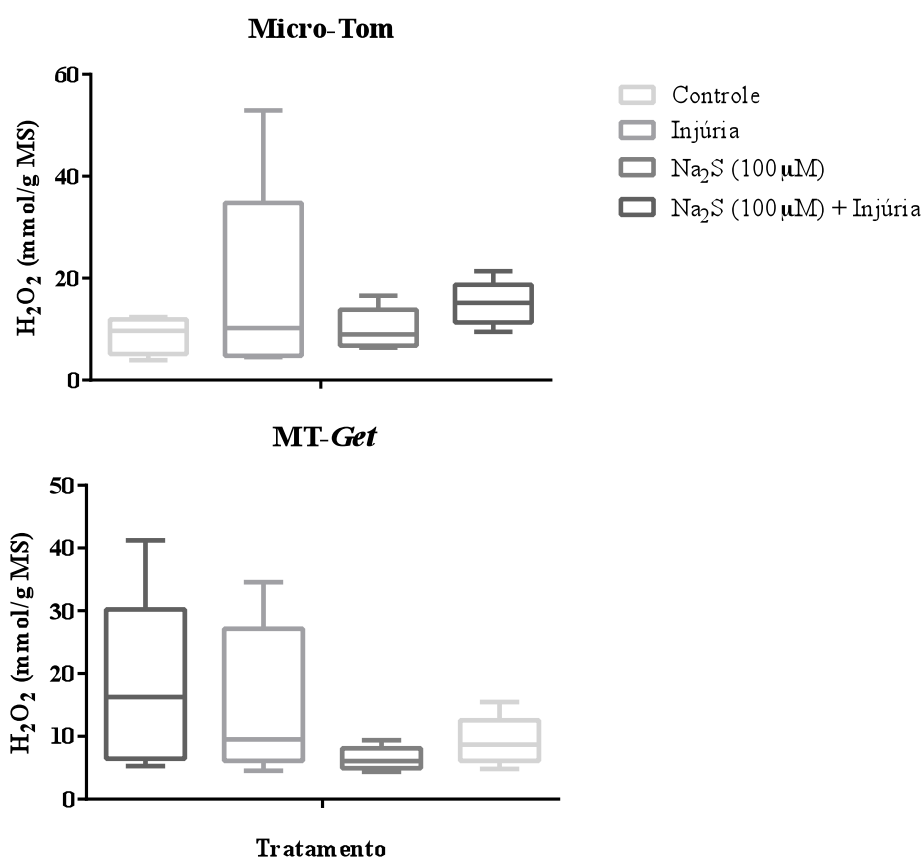 Micro-Tom
H₂O₂ (mmol/g MS)
60
40
20
0
Controle
Injúria
Na₂S (100 µM)
Na₂S (100 µM) + Injúria
MT-Get
H₂O₂ (mmol/g MS)
50
40
30
20
10
0
Tratamento